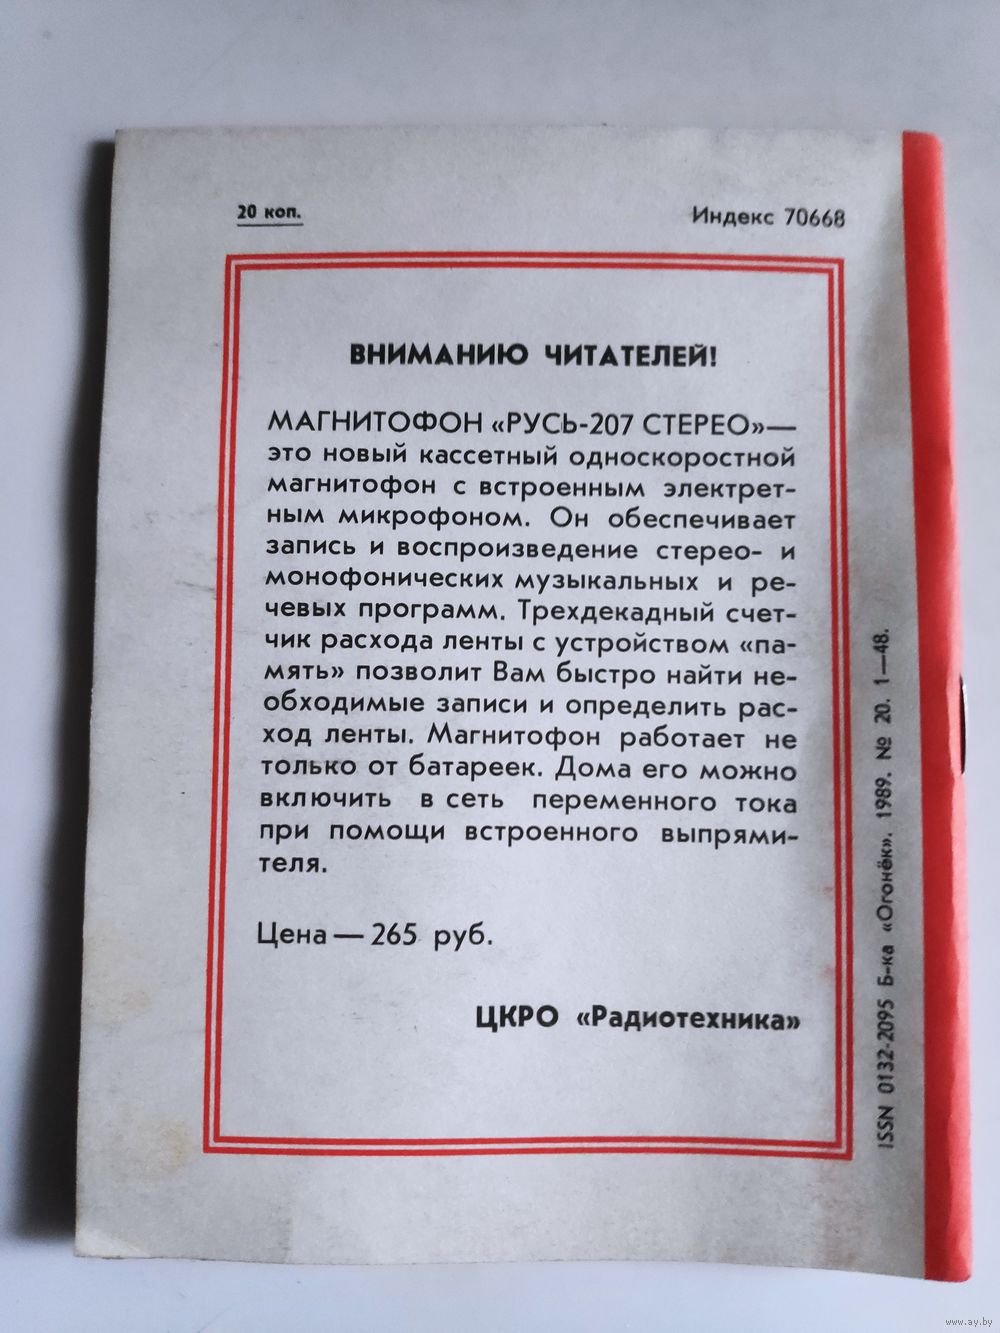 20 коп.
Индекс 70668
ВНИМАНИЮ ЧИТАТЕЛЕЙ!
МАГНИТОФОН «РУСЬ-207 СТЕРЕО»—
это новый кассетный односкоростной
магнитофон с встроенным электрет-
ным микрофоном. Он обеспечивает
запись и воспроизведение стерео- и
монофонических музыкальных и ре-
чевых программ. Трехдекадный счет-
чик расхода ленты с устройством «па-
мять» позволит Вам быстро найти не-
обходимые записи и определить рас-
ход ленты. Магнитофон работает не
только от батареек. Дома его можно
включить в сеть переменного тока
при помощи встроенного выпрями-
теля.
Цена — 265 руб.
ЦКРО «Радиотехника»
ISSN 0132-2095 Б-ка «Огонёк». 1989. № 20. 1—48.
www.ay.by